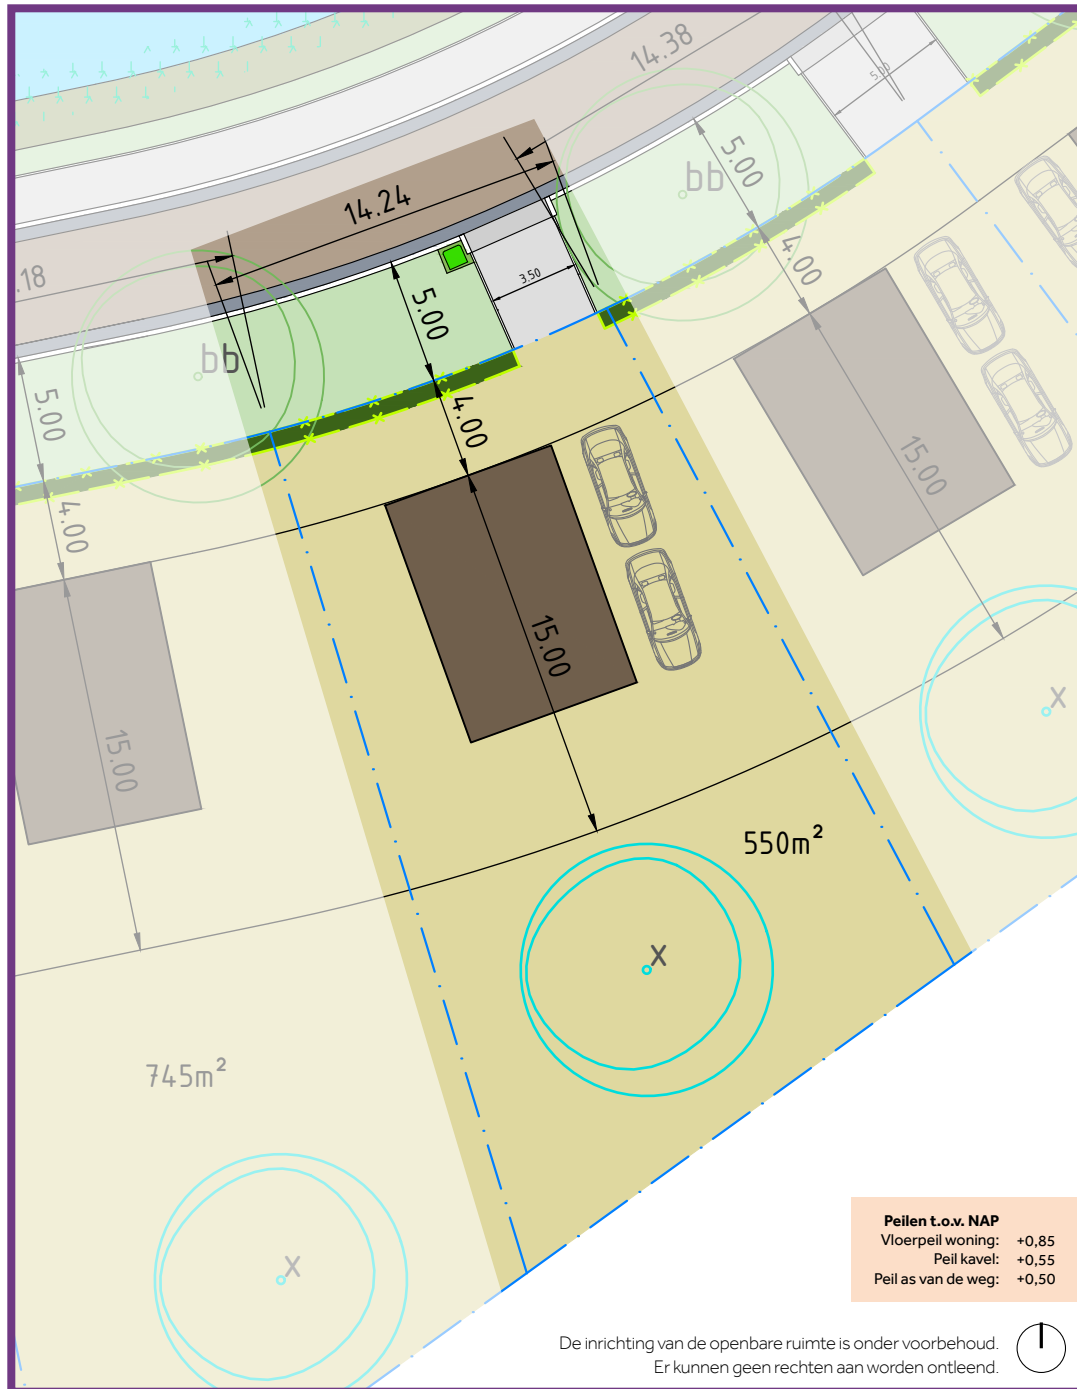 14.38
5.00
14.24
5.00
bb
.18
3.50
5.00
4.00
bb
5.00
4.00
4.00
15.00
15.00
15.00
X
550m²
X
745m²
X
Peilen t.o.v. NAP
Vloerpeil woning: +0,85
Peil kavel: +0,55
Peil as van de weg: +0,50
De inrichting van de openbare ruimte is onder voorbehoud.
Er kunnen geen rechten aan worden ontleend.